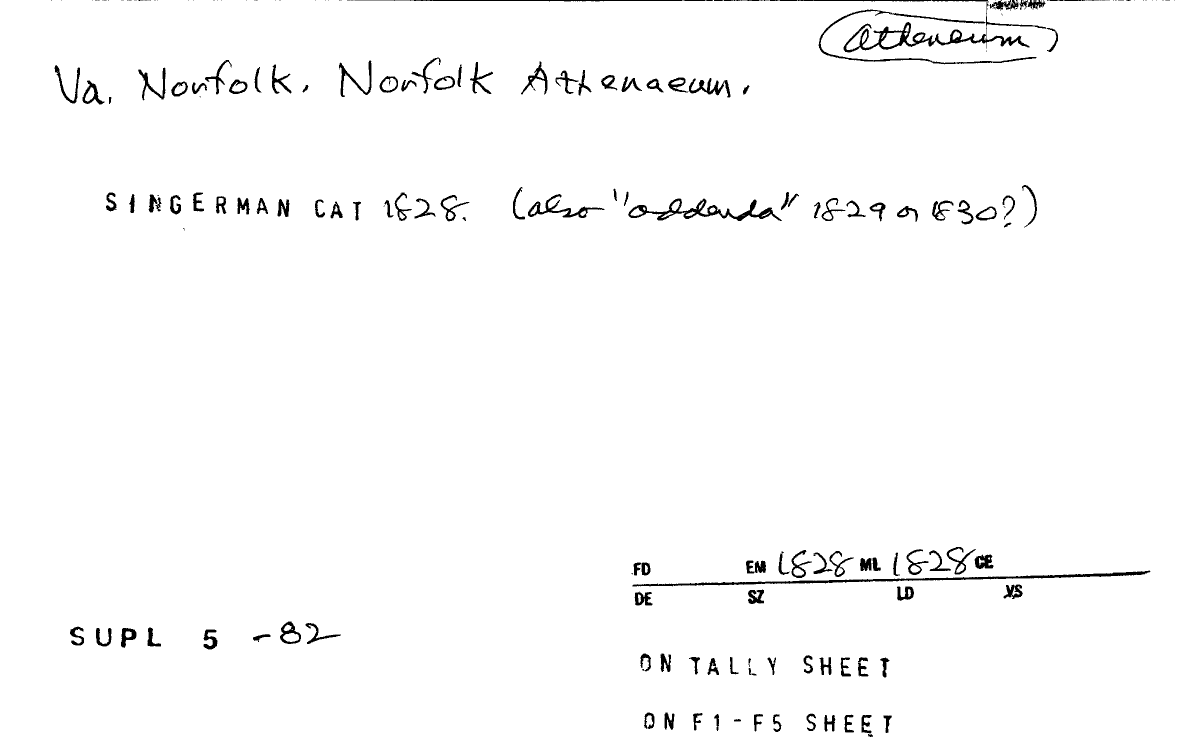 Atheneum
Va. Norfolk. Norfolk Athenaeum.
SINGERMAN CAT 1828. (also "addenda" 1829 or 1830?)
FD EM 1828 ML 1828 CE
DE SZ LD VS
SUPL 5 -82
ON TALLY SHEET
ON F1-F5 SHEET